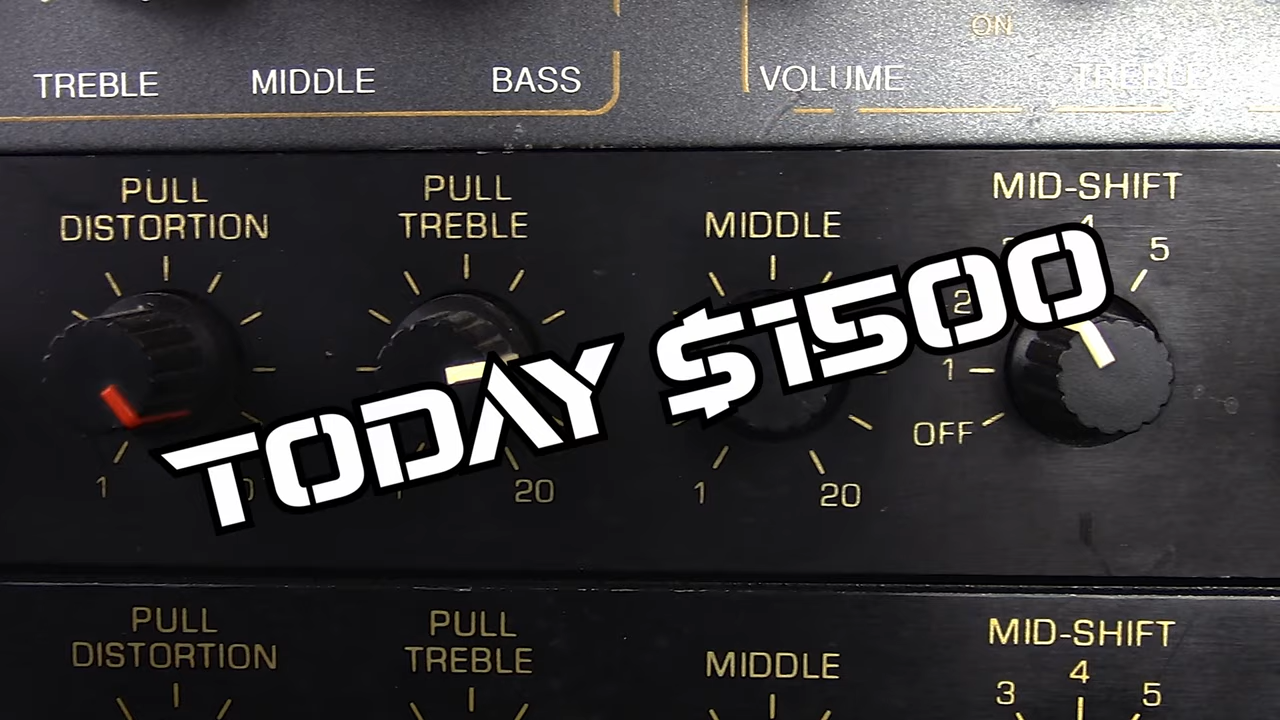 ON
TREBLE MIDDLE BASS VOLUME TREBLE
PULL DISTORTION
PULL TREBLE
MIDDLE
MID-SHIFT
4
2 5
1
OFF
TODAY $1500
1
20
1 20
PULL DISTORTION
PULL TREBLE
MIDDLE
MID-SHIFT
3 4 5